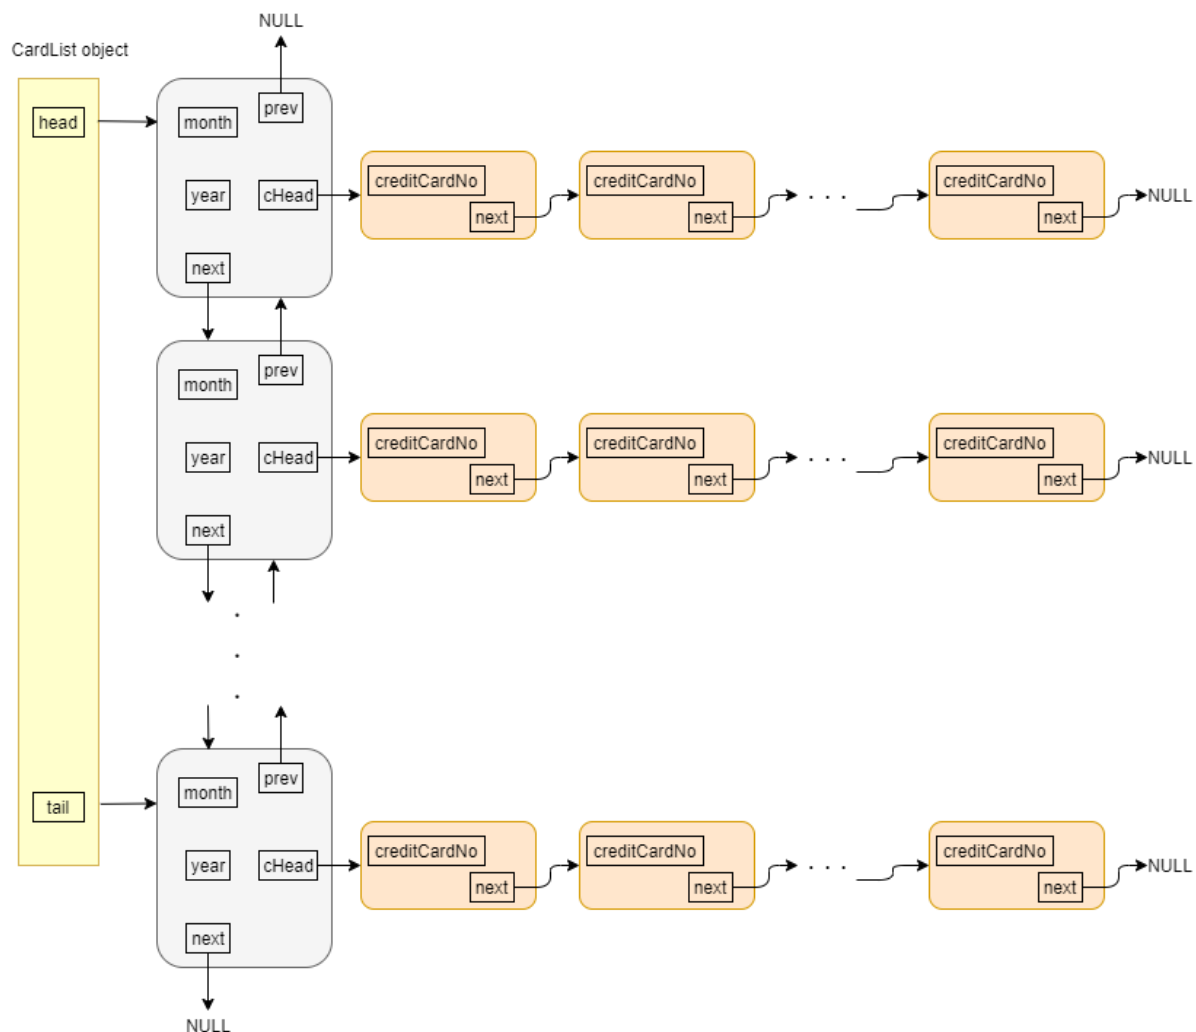 NULL
CardList object
head
month
prev
year
cHead
creditCardNo
next
creditCardNo
next
. . .
creditCardNo
next
NULL
next
month
prev
year
cHead
creditCardNo
next
creditCardNo
next
. . .
creditCardNo
next
NULL
next
.
.
.
tail
month
prev
year
cHead
creditCardNo
next
creditCardNo
next
. . .
creditCardNo
next
NULL
next
NULL